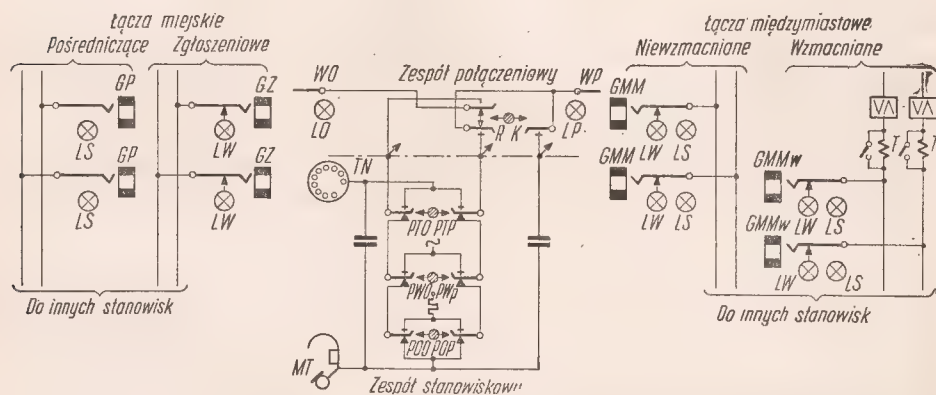 Łącza miejskie
Pośredniczące Zgłoszeniowe
GP GZ
LS LW
GP GZ
LS LW
Do innych stanowisk
WO Zespół połączeniowy WP
LO R K LP
TN
PTO PTP
PWO PWp
POO POP
MT
Zespół stanowiskowy
Łącza międzymiastowe
Niewzmacniane Wzmacniane
GMM
LW LS
GMM
LW LS
T T
GMMw
LW LS
GMMw
LW LS
Do innych stanowisk